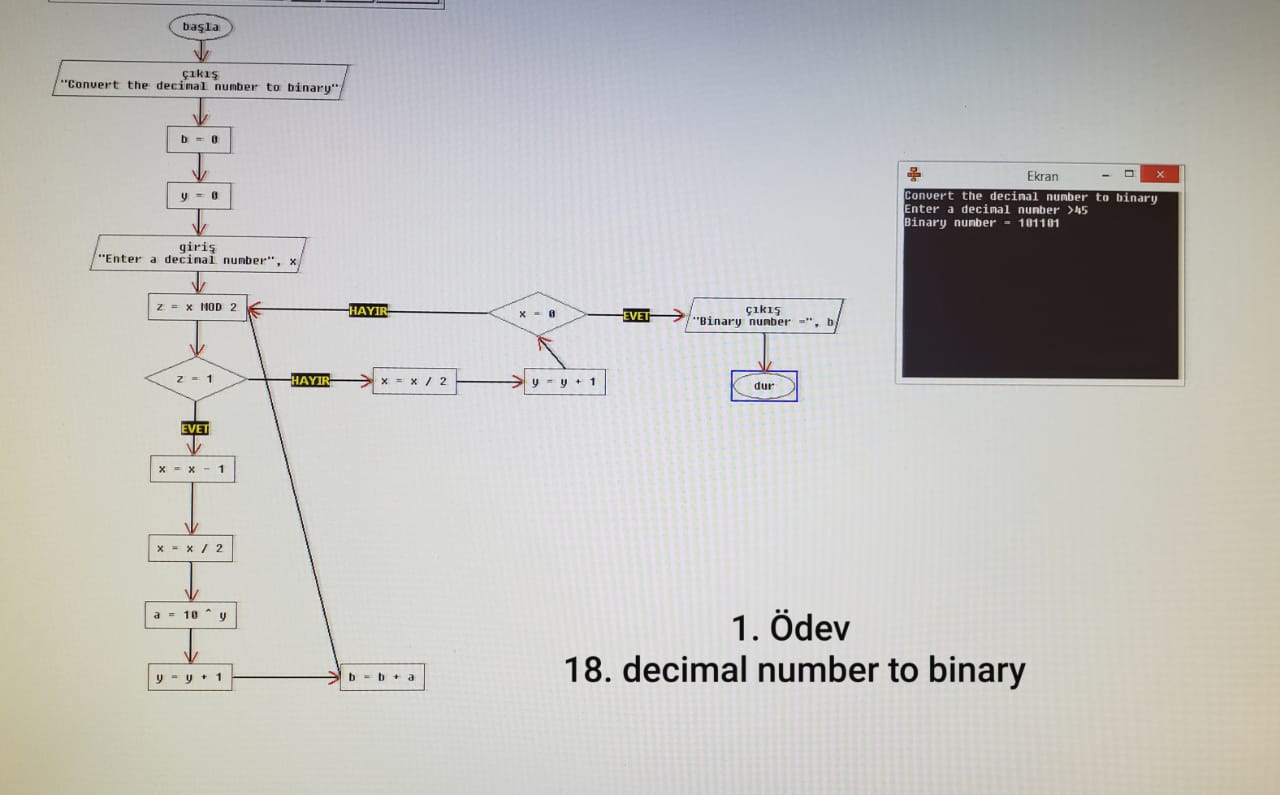 başla
çıkış
"Convert the decimal number to binary"
b = 0
y = 0
giriş
"Enter a decimal number", x
z = x MOD 2
HAYIR
x = 0
EVET
çıkış
"Binary number =", b
z = 1
HAYIR
x = x / 2
y = y + 1
dur
EVET
x = x - 1
x = x / 2
a = 10 ^ y
y = y + 1
b = b + a
Ekran
Convert the decimal number to binary
Enter a decimal number >45
Binary number = 101101
1. Ödev
18. decimal number to binary